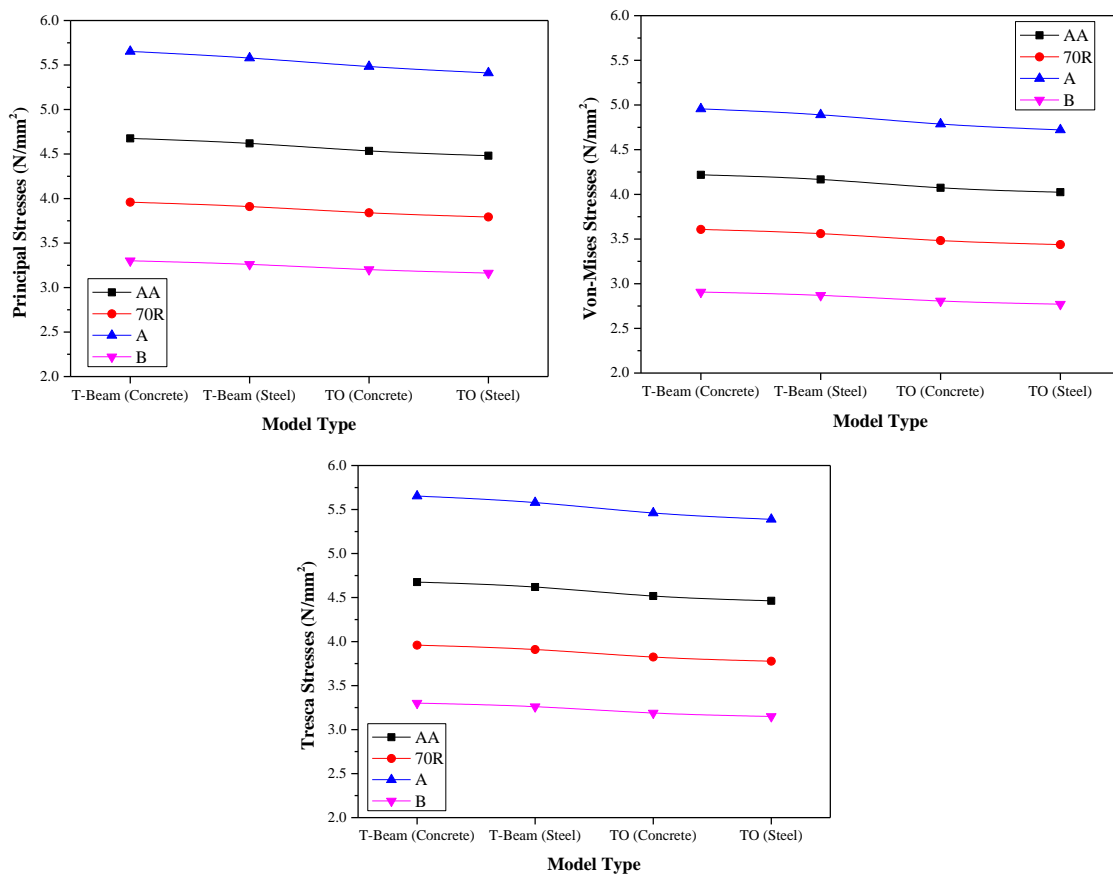 Principal Stresses (N/mm²)
6.0
5.5
5.0
4.5
4.0
3.5
3.0
2.5
2.0
AA
70R
A
B
T-Beam (Concrete) T-Beam (Steel) TO (Concrete) TO (Steel)
Model Type
Von-Mises Stresses (N/mm²)
6.0
5.5
5.0
4.5
4.0
3.5
3.0
2.5
2.0
AA
70R
A
B
T-Beam (Concrete) T-Beam (Steel) TO (Concrete) TO (Steel)
Model Type
Tresca Stresses (N/mm²)
6.0
5.5
5.0
4.5
4.0
3.5
3.0
2.5
2.0
AA
70R
A
B
T-Beam (Concrete) T-Beam (Steel) TO (Concrete) TO (Steel)
Model Type